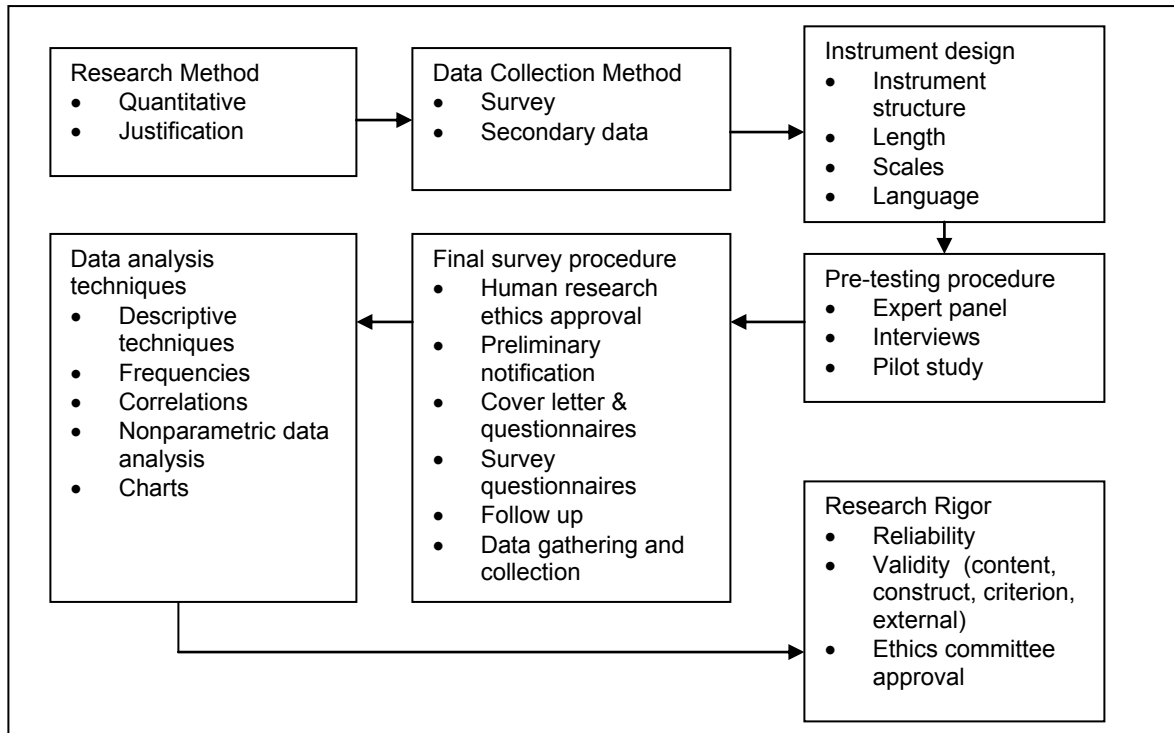 Research Method
• Quantitative
• Justification
Data Collection Method
• Survey
• Secondary data
Instrument design
• Instrument
structure
• Length
• Scales
• Language
Pre-testing procedure
• Expert panel
• Interviews
• Pilot study
Final survey procedure
• Human research
ethics approval
• Preliminary
notification
• Cover letter &
questionnaires
• Survey
questionnaires
• Follow up
• Data gathering and
collection
Data analysis
techniques
• Descriptive
techniques
• Frequencies
• Correlations
• Nonparametric data
analysis
• Charts
Research Rigor
• Reliability
• Validity (content,
construct, criterion,
external)
• Ethics committee
approval